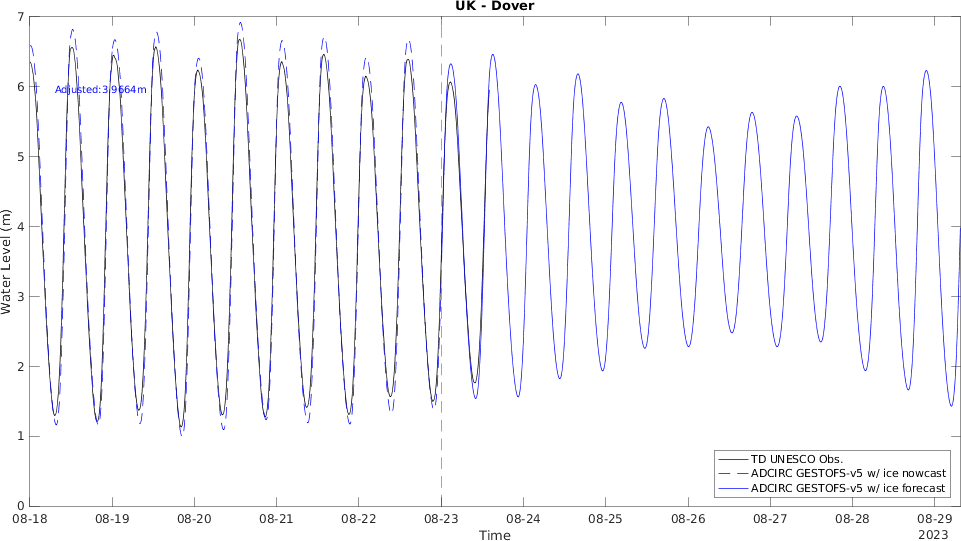 UK - Dover
7
6
5
4
3
2
1
0
Water Level (m)
Adjusted:3.9664m
TD UNESCO Obs.
ADCIRC GESTOFS-v5 w/ ice nowcast
ADCIRC GESTOFS-v5 w/ ice forecast
08-18 08-19 08-20 08-21 08-22 08-23 08-24 08-25 08-26 08-27 08-28 08-29
Time
2023